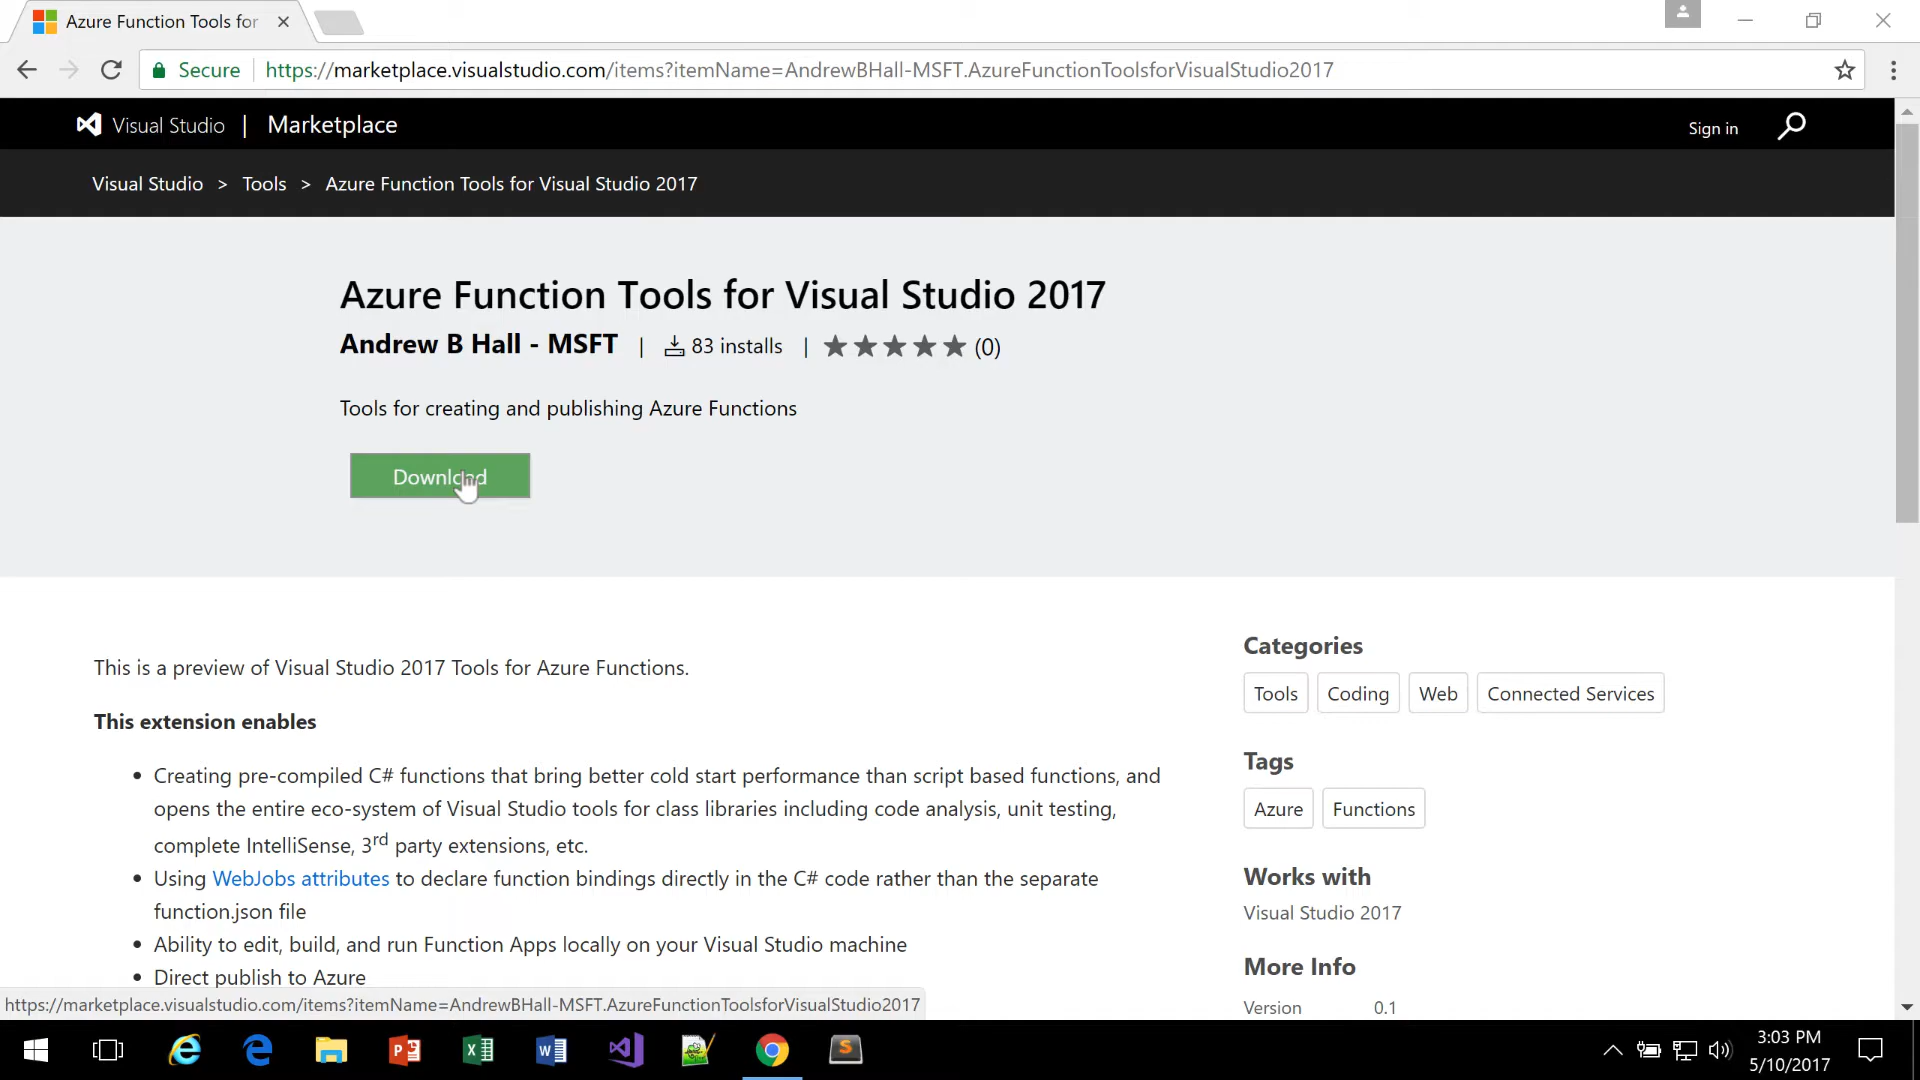 Azure Function Tools for
Secure
https://marketplace.visualstudio.com/items?itemName=AndrewBHall-MSFT.AzureFunctionToolsforVisualStudio2017
Visual Studio | Marketplace
Sign in
Visual Studio > Tools > Azure Function Tools for Visual Studio 2017
Azure Function Tools for Visual Studio 2017
Andrew B Hall - MSFT | 83 installs | (0)
Tools for creating and publishing Azure Functions
Download
This is a preview of Visual Studio 2017 Tools for Azure Functions.
This extension enables
• Creating pre-compiled C# functions that bring better cold start performance than script based functions, and
opens the entire eco-system of Visual Studio tools for class libraries including code analysis, unit testing,
complete IntelliSense, 3rd party extensions, etc.
• Using WebJobs attributes to declare function bindings directly in the C# code rather than the separate
function.json file
• Ability to edit, build, and run Function Apps locally on your Visual Studio machine
• Direct publish to Azure
Categories
Tools Coding Web Connected Services
Tags
Azure Functions
Works with
Visual Studio 2017
More Info
Version 0.1
https://marketplace.visualstudio.com/items?itemName=AndrewBHall-MSFT.AzureFunctionToolsforVisualStudio2017
3:03 PM
5/10/2017